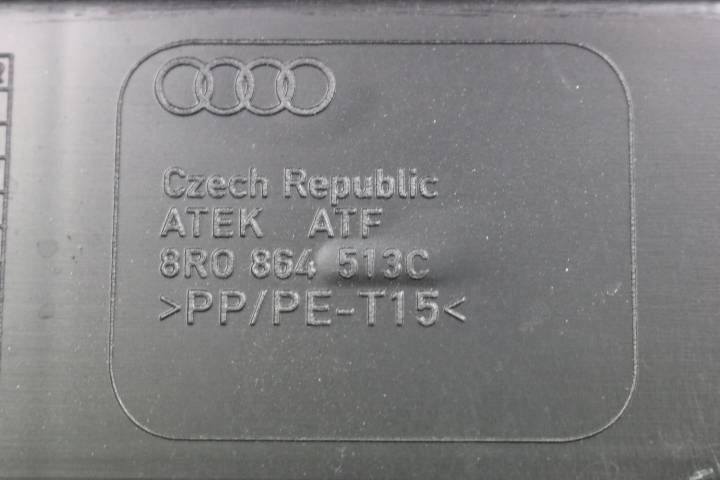 Czech Republic
ATEK ATF
8R0 864 513C
>PP/PE-T15<